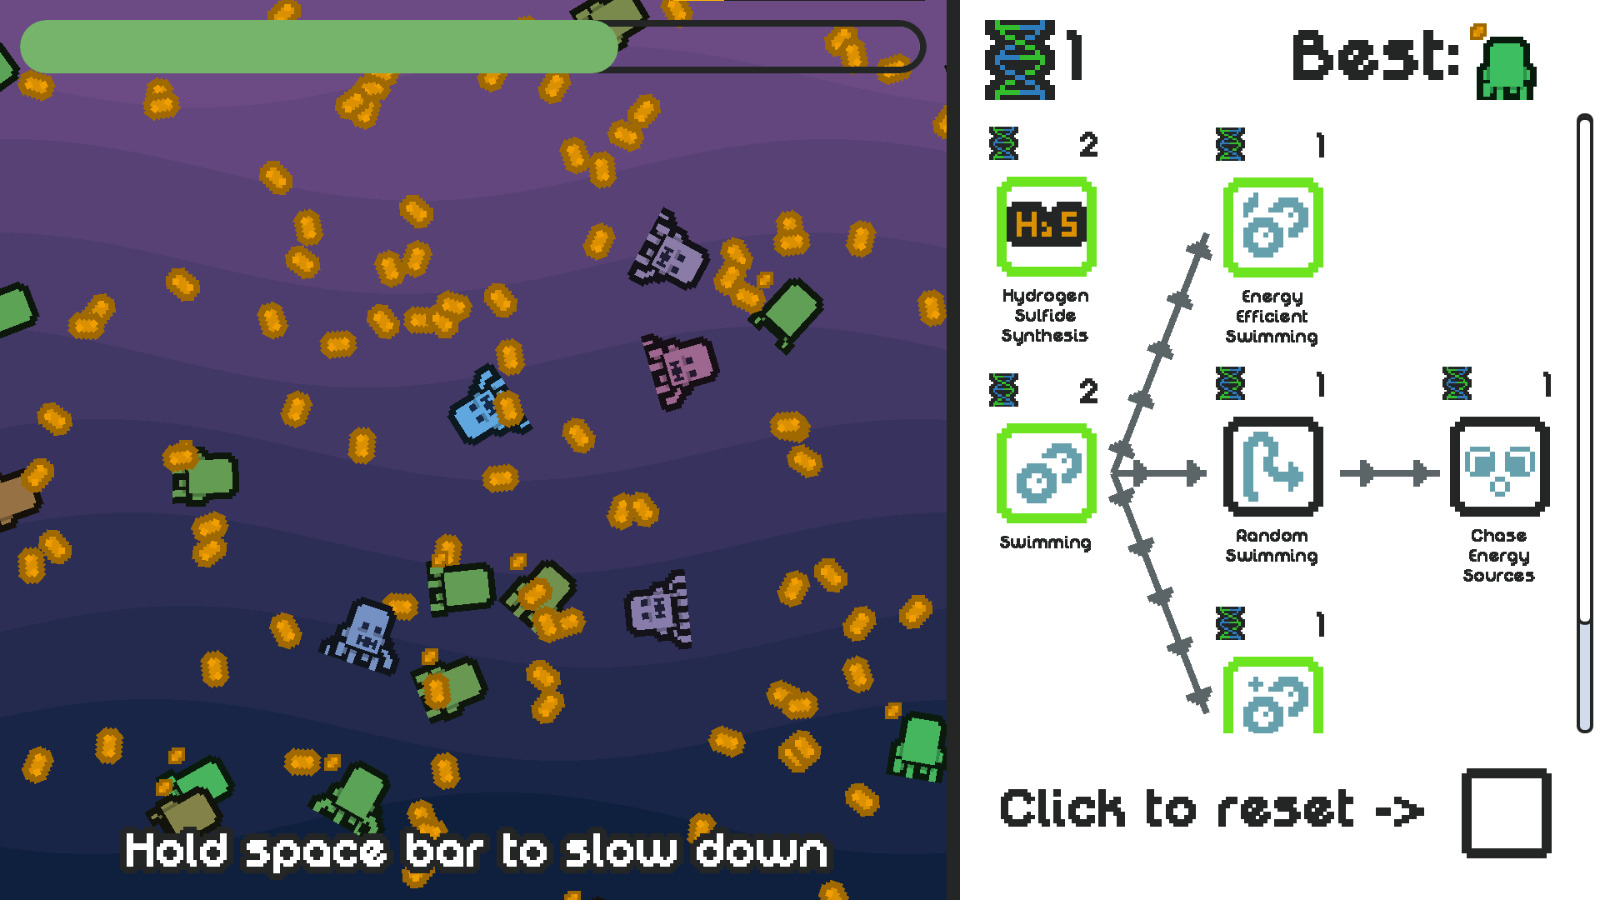 1
Best:
2
1
H₂S
Hydrogen
Sulfide
Synthesis
Energy
Efficient
Swimming
2
1
1
Swimming
Random
Swimming
Chase
Energy
Sources
1
Click to reset ->
Hold space bar to slow down